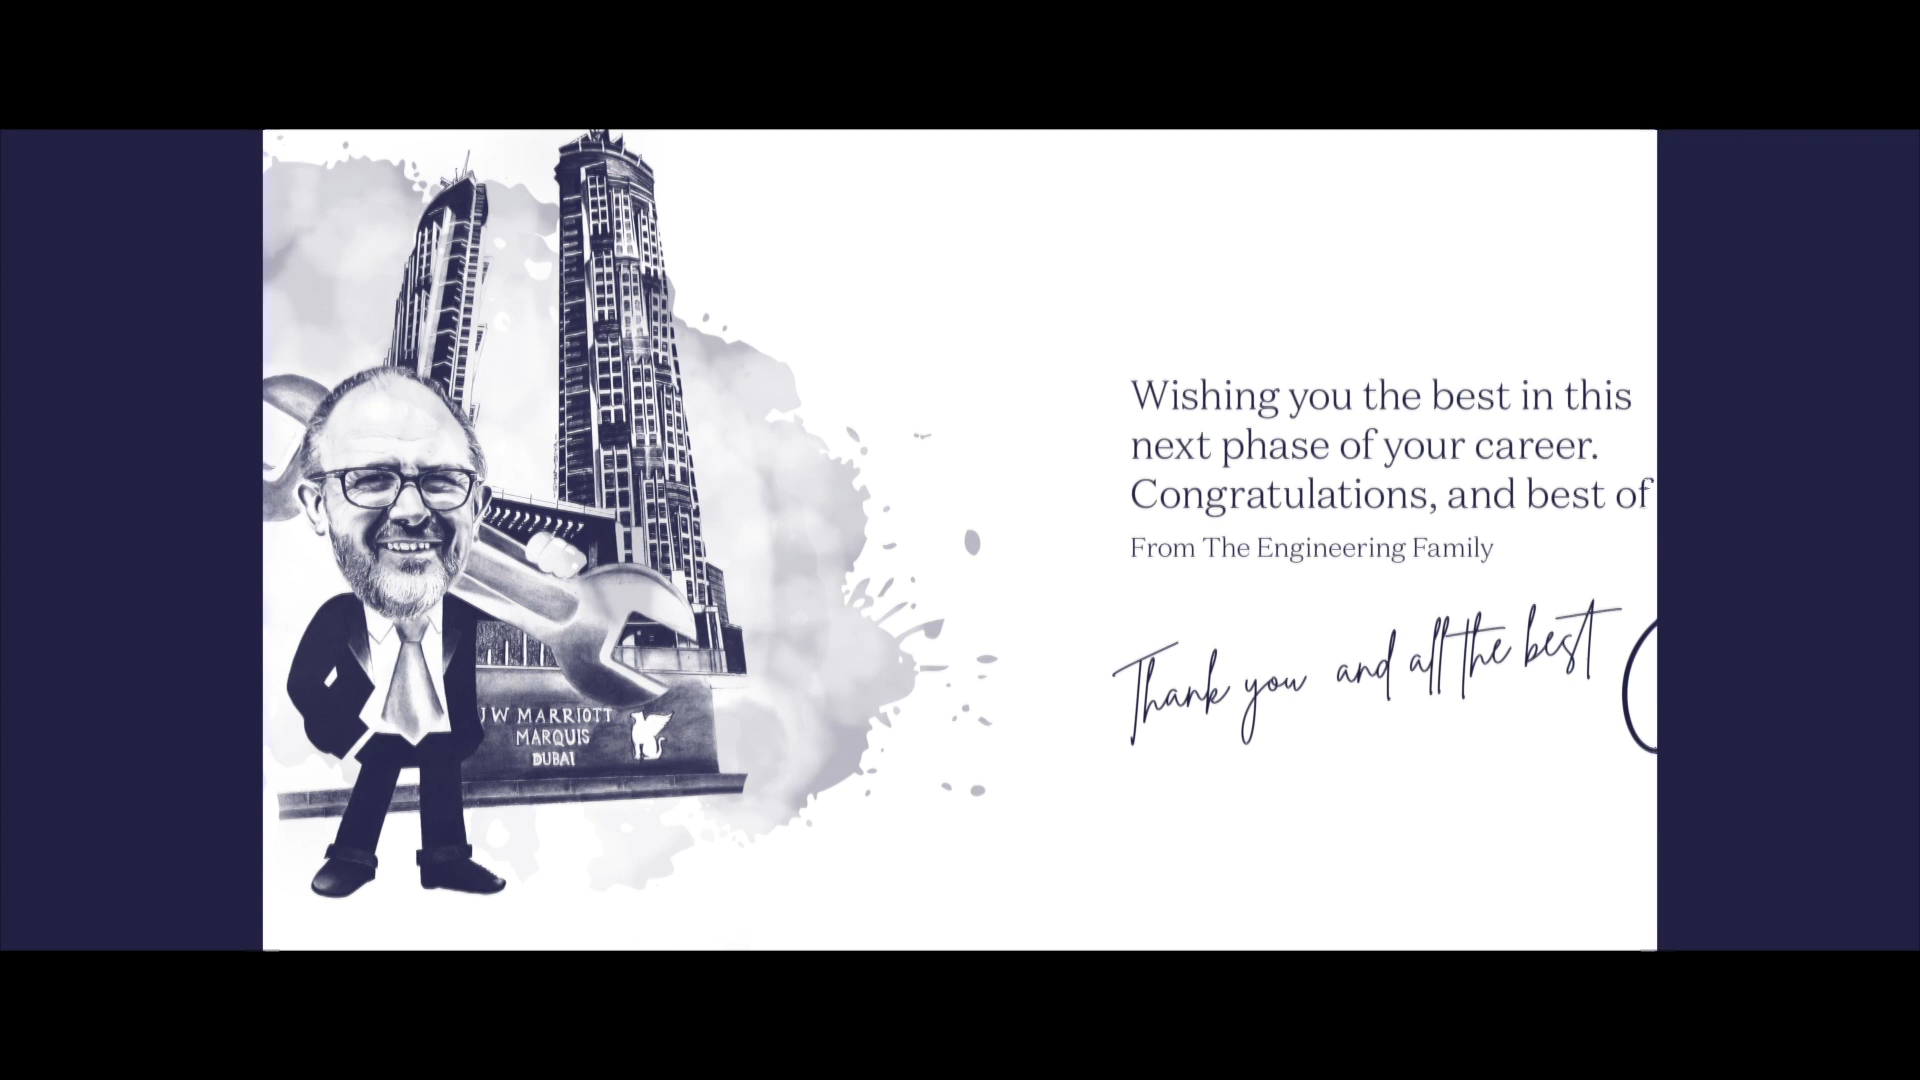 JW MARRIOTT
MARQUIS
DUBAI
Wishing you the best in this
next phase of your career.
Congratulations, and best of
From The Engineering Family
Thank you and all the best